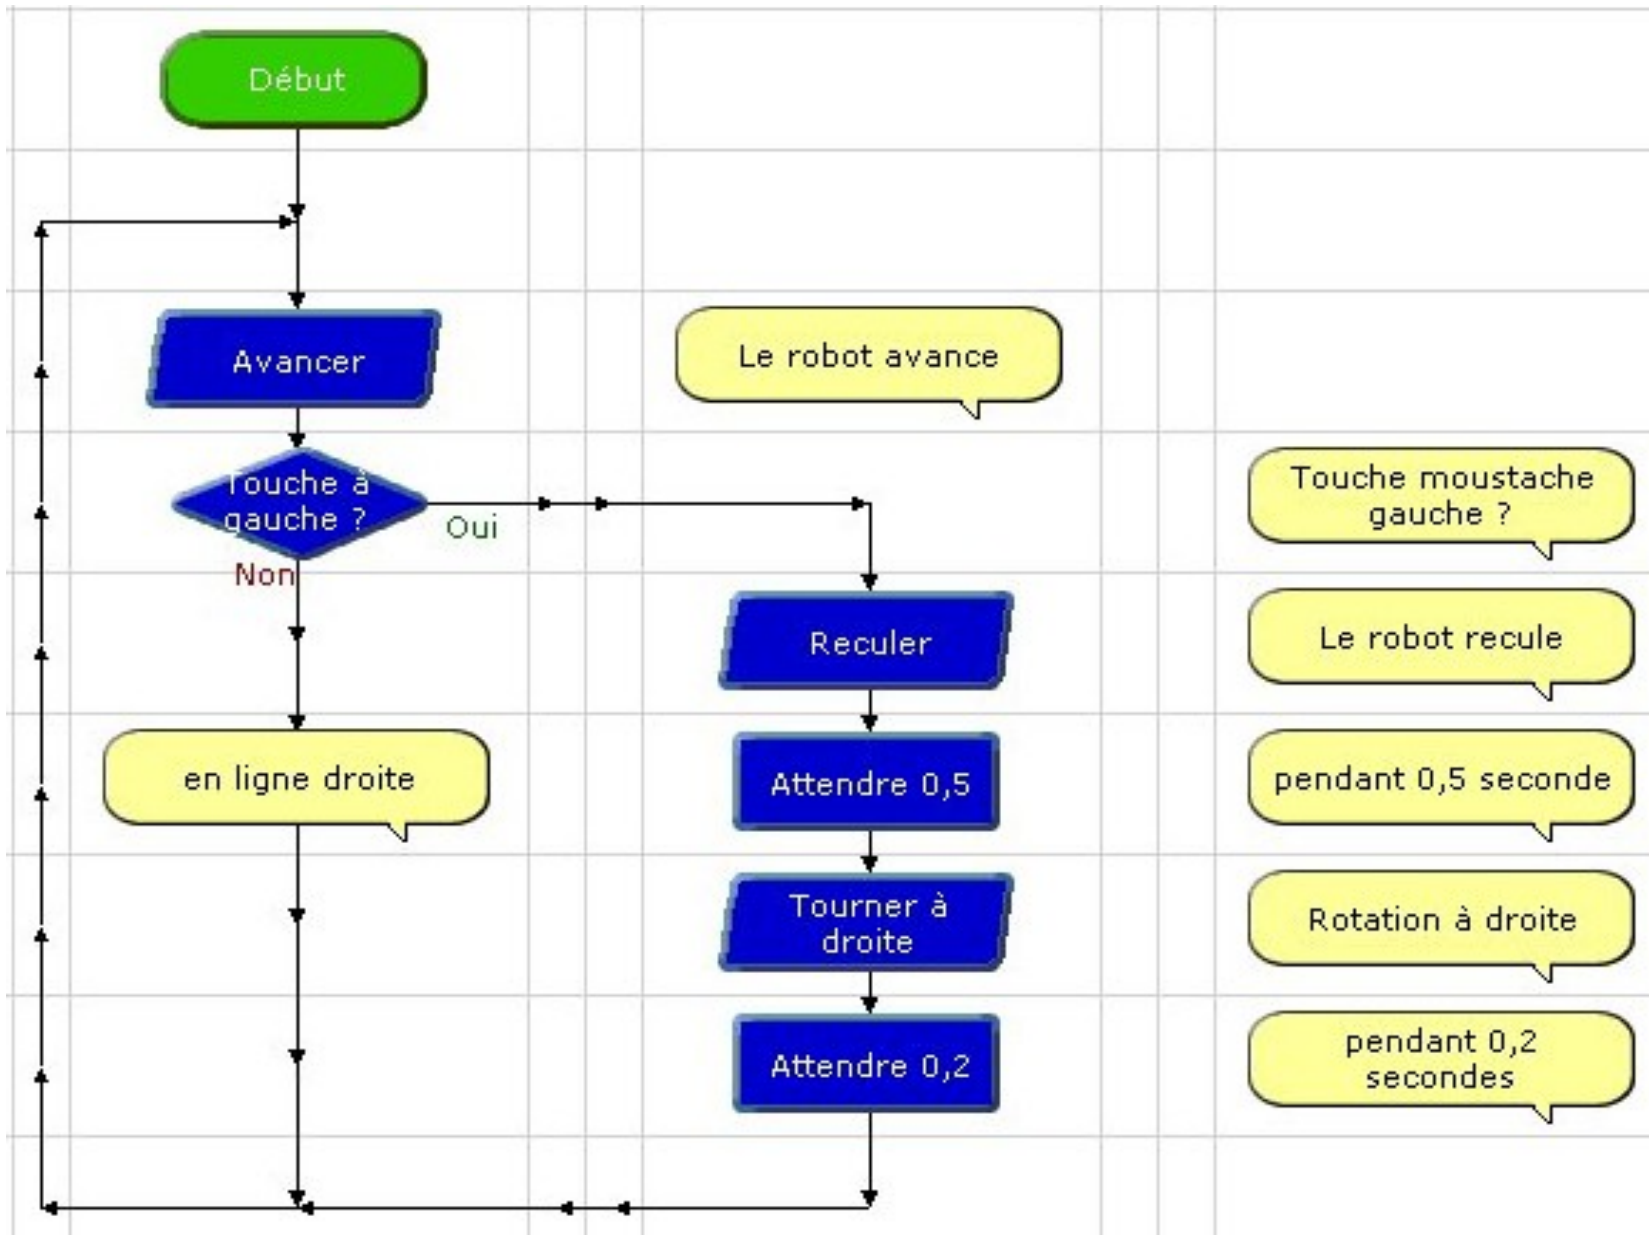 Début
Avancer
Le robot avance
Touche à
gauche ?
Oui
Non
Touche moustache
gauche ?
Reculer
Le robot recule
en ligne droite
Attendre 0,5
pendant 0,5 seconde
Tourner à
droite
Rotation à droite
Attendre 0,2
pendant 0,2
secondes